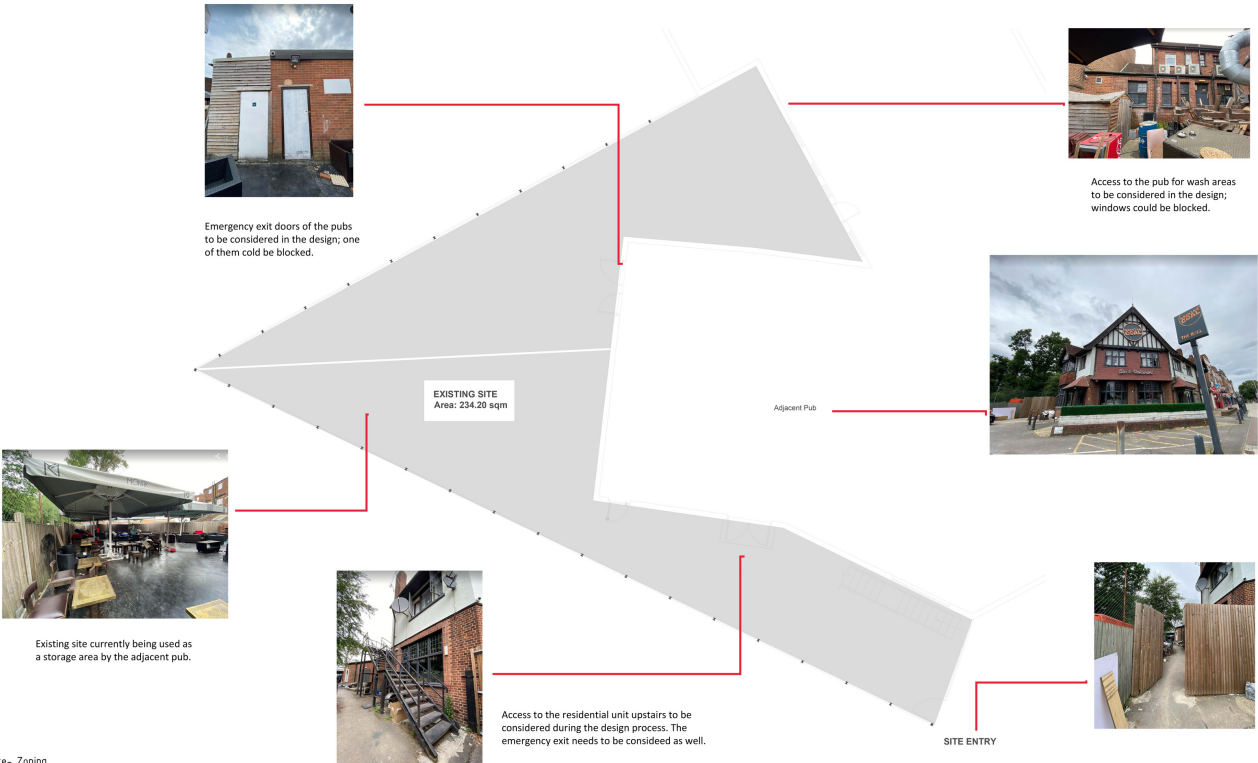 Emergency exit doors of the pubs
to be considered in the design; one
of them cold be blocked.
Access to the pub for wash areas
to be considered in the design;
windows could be blocked.
EXISTING SITE
Area: 234.20 sqm
Adjacent Pub
Existing site currently being used as
a storage area by the adjacent pub.
Access to the residential unit upstairs to be
considered during the design process. The
emergency exit needs to be consideed as well.
SITE ENTRY
Zoning